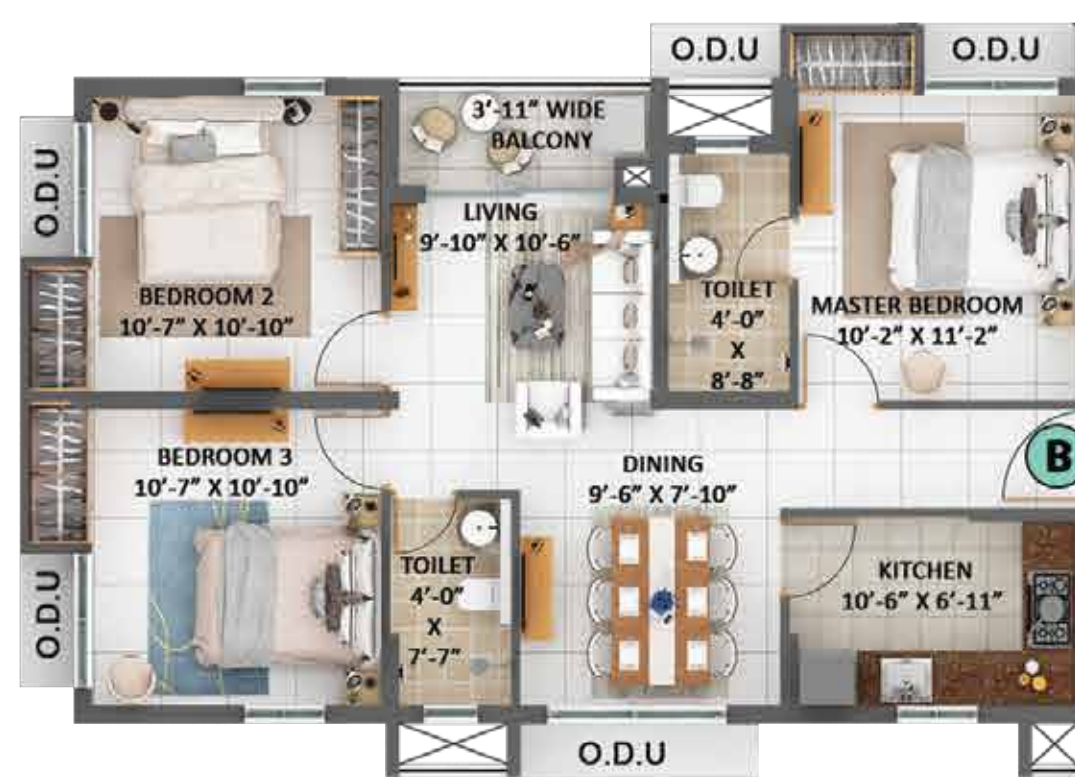 O.D.U
O.D.U
3'-11" WIDE
BALCONY
O.D.U
LIVING
9'-10" X 10'-6"
BEDROOM 2
10'-7" X 10'-10"
TOILET
4'-0"
X
8'-8"
MASTER BEDROOM
10'-2" X 11'-2"
BEDROOM 3
10'-7" X 10'-10"
DINING
9'-6" X 7'-10"
B
TOILET
4'-0"
X
7'-7"
KITCHEN
10'-6" X 6'-11"
O.D.U
O.D.U